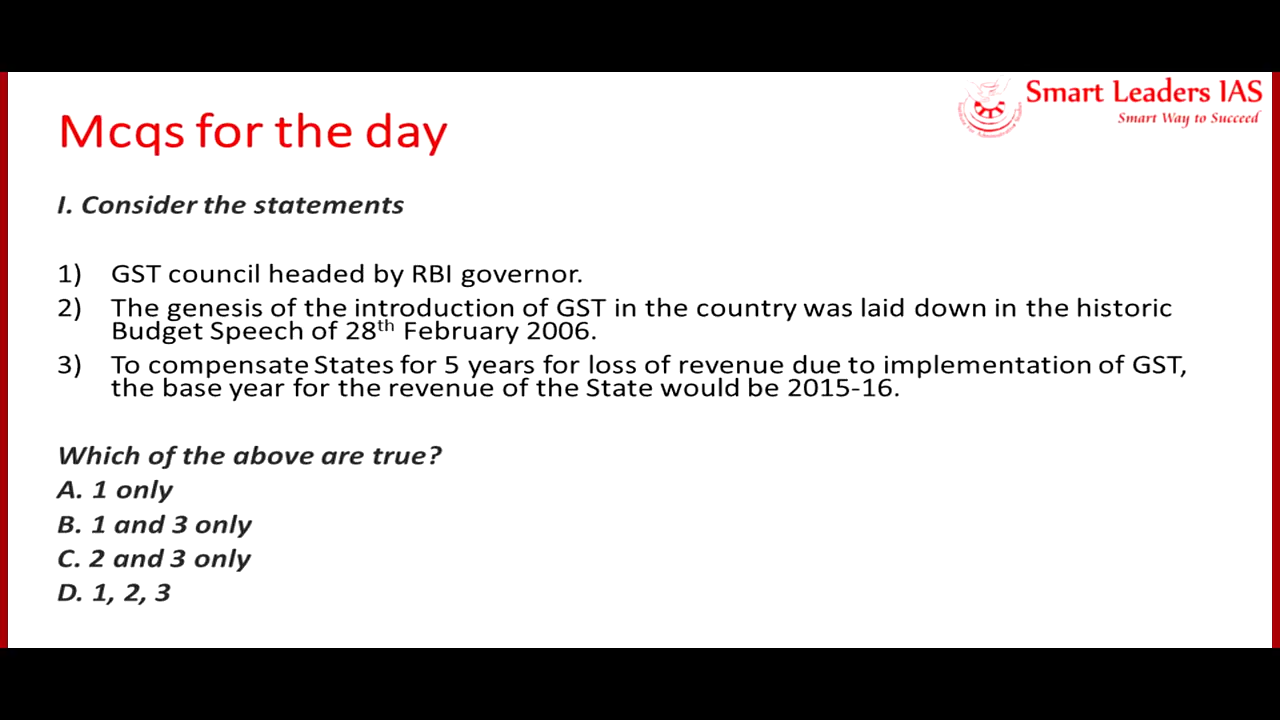 Smart Leaders IAS
Smart Way to Succeed
Mcqs for the day
I. Consider the statements
1) GST council headed by RBI governor.
2) The genesis of the introduction of GST in the country was laid down in the historic
Budget Speech of 28th February 2006.
3) To compensate States for 5 years for loss of revenue due to implementation of GST,
the base year for the revenue of the State would be 2015-16.
Which of the above are true?
A. 1 only
B. 1 and 3 only
C. 2 and 3 only
D. 1, 2, 3